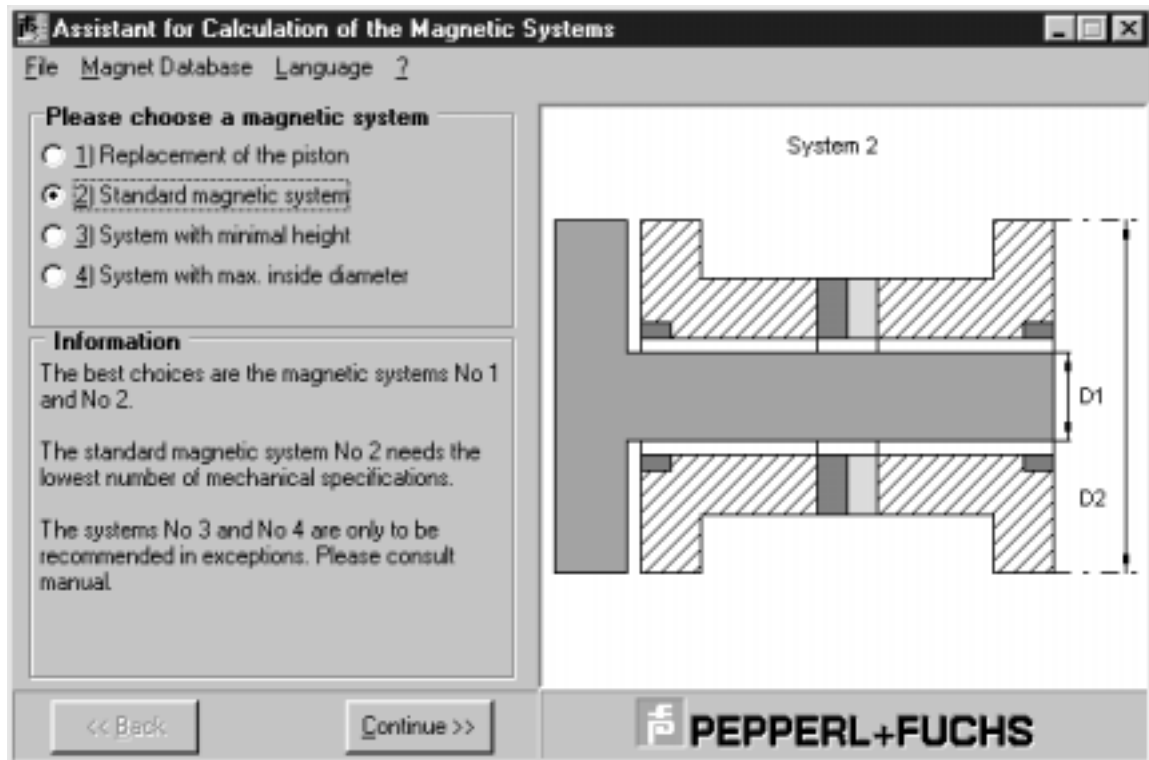 Assistant for Calculation of the Magnetic Systems
File Magnet Database Language ?
Please choose a magnetic system
1) Replacement of the piston
2) Standard magnetic system
3) System with minimal height
4) System with max. inside diameter
Information
The best choices are the magnetic systems No 1
and No 2.
The standard magnetic system No 2 needs the
lowest number of mechanical specifications.
The systems No 3 and No 4 are only to be
recommended in exceptions. Please consult
manual.
<< Back
Continue >>
System 2
D1
D2
PEPPERL+FUCHS